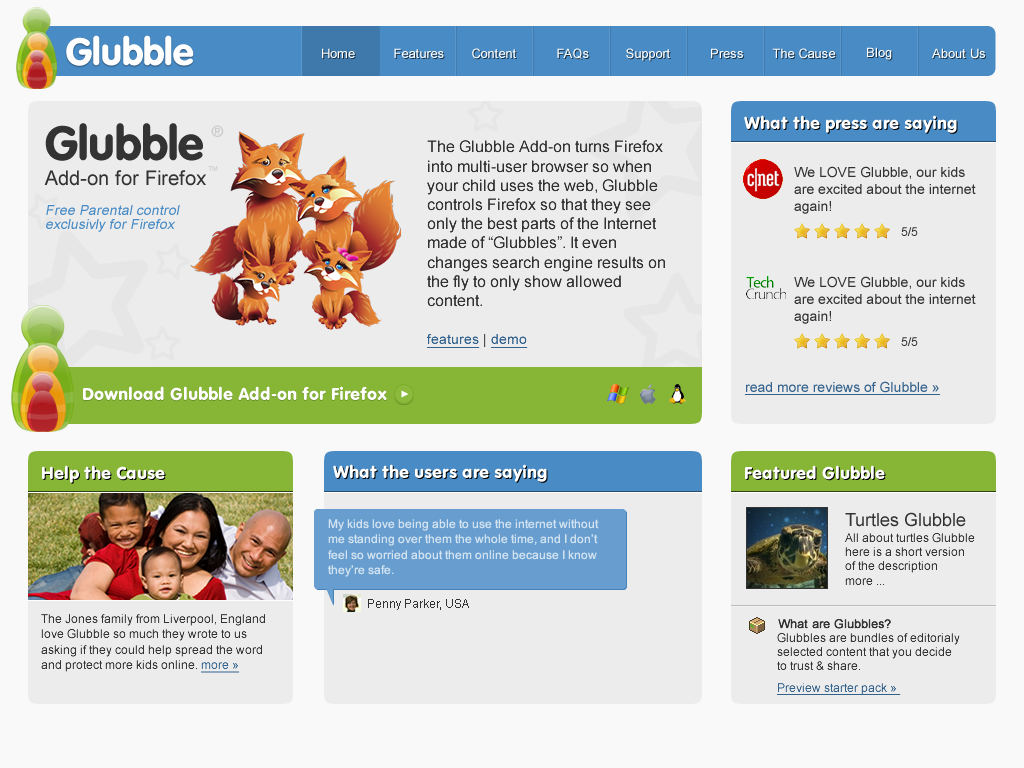 Glubble
Home
Features
Content
FAQs
Support
Press
The Cause
Blog
About Us
Glubble ®
Add-on for Firefox ™
Free Parental control
exclusivly for Firefox
The Glubble Add-on turns Firefox
into multi-user browser so when
your child uses the web, Glubble
controls Firefox so that they see
only the best parts of the Internet
made of “Glubbles”. It even
changes search engine results on
the fly to only show allowed
content.
features | demo
Download Glubble Add-on for Firefox
What the press are saying
c|net
We LOVE Glubble, our kids
are excited about the internet
again!
5/5
Tech
Crunch
We LOVE Glubble, our kids
are excited about the internet
again!
5/5
read more reviews of Glubble »
Help the Cause
The Jones family from Liverpool, England
love Glubble so much they wrote to us
asking if they could help spread the word
and protect more kids online. more »
What the users are saying
My kids love being able to use the internet without
me standing over them the whole time, and I don’t
feel so worried about them online because I know
they’re safe.
Penny Parker, USA
Featured Glubble
Turtles Glubble
All about turtles Glubble
here is a short version
of the description
more ...
What are Glubbles?
Glubbles are bundles of editorialy
selected content that you decide
to trust & share.
Preview starter pack »